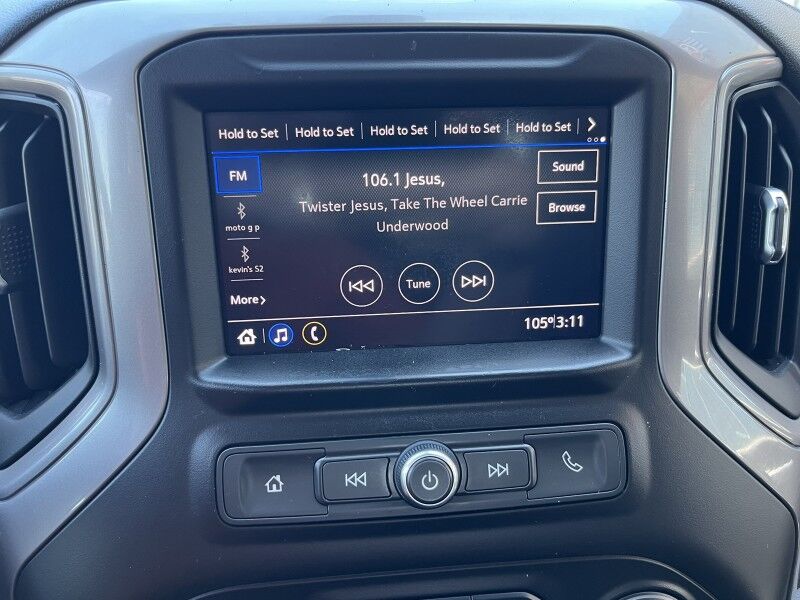 Hold to Set Hold to Set Hold to Set Hold to Set Hold to Set
FM
106.1 Jesus,
Sound
Twister Jesus, Take The Wheel Carrie
Underwood
Browse
moto g p
kevin's S2
More
Tune
105° 3:11